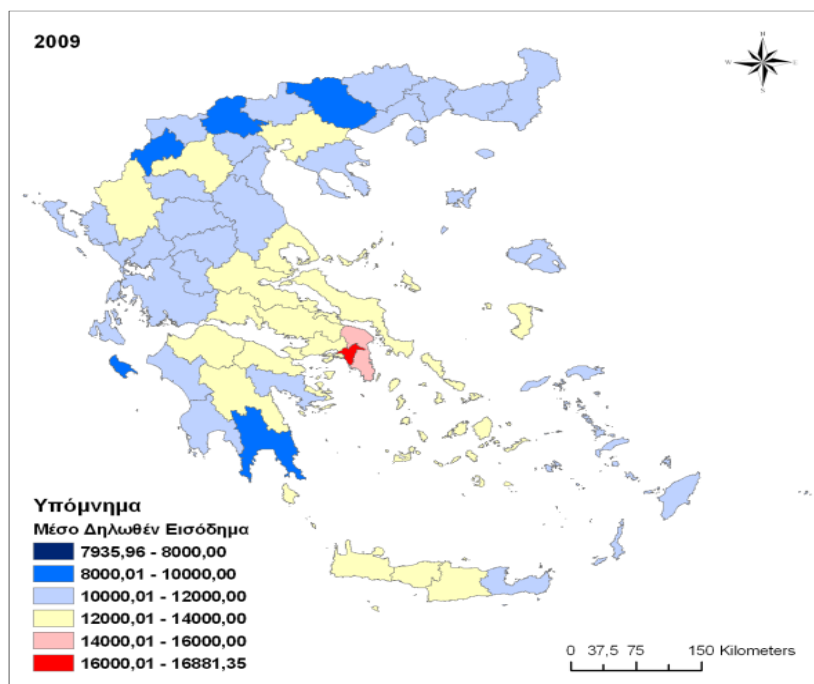 2009
N
W E
S
Υπόμνημα
Μέσο Δηλωθέν Εισόδημα
7935,96 - 8000,00
8000,01 - 10000,00
10000,01 - 12000,00
12000,01 - 14000,00
14000,01 - 16000,00
16000,01 - 16881,35
0 37,5 75 150 Kilometers